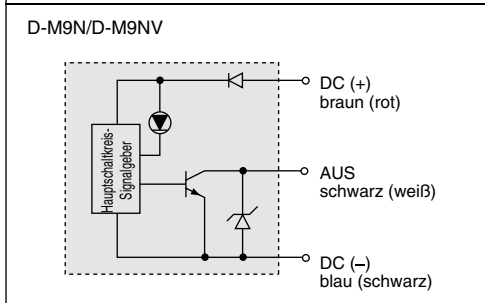 D-M9N/D-M9NV
DC (+)
braun (rot)
Hauptschaltkreis-
Signalgeber
AUS
schwarz (weiß)
DC (–)
blau (schwarz)